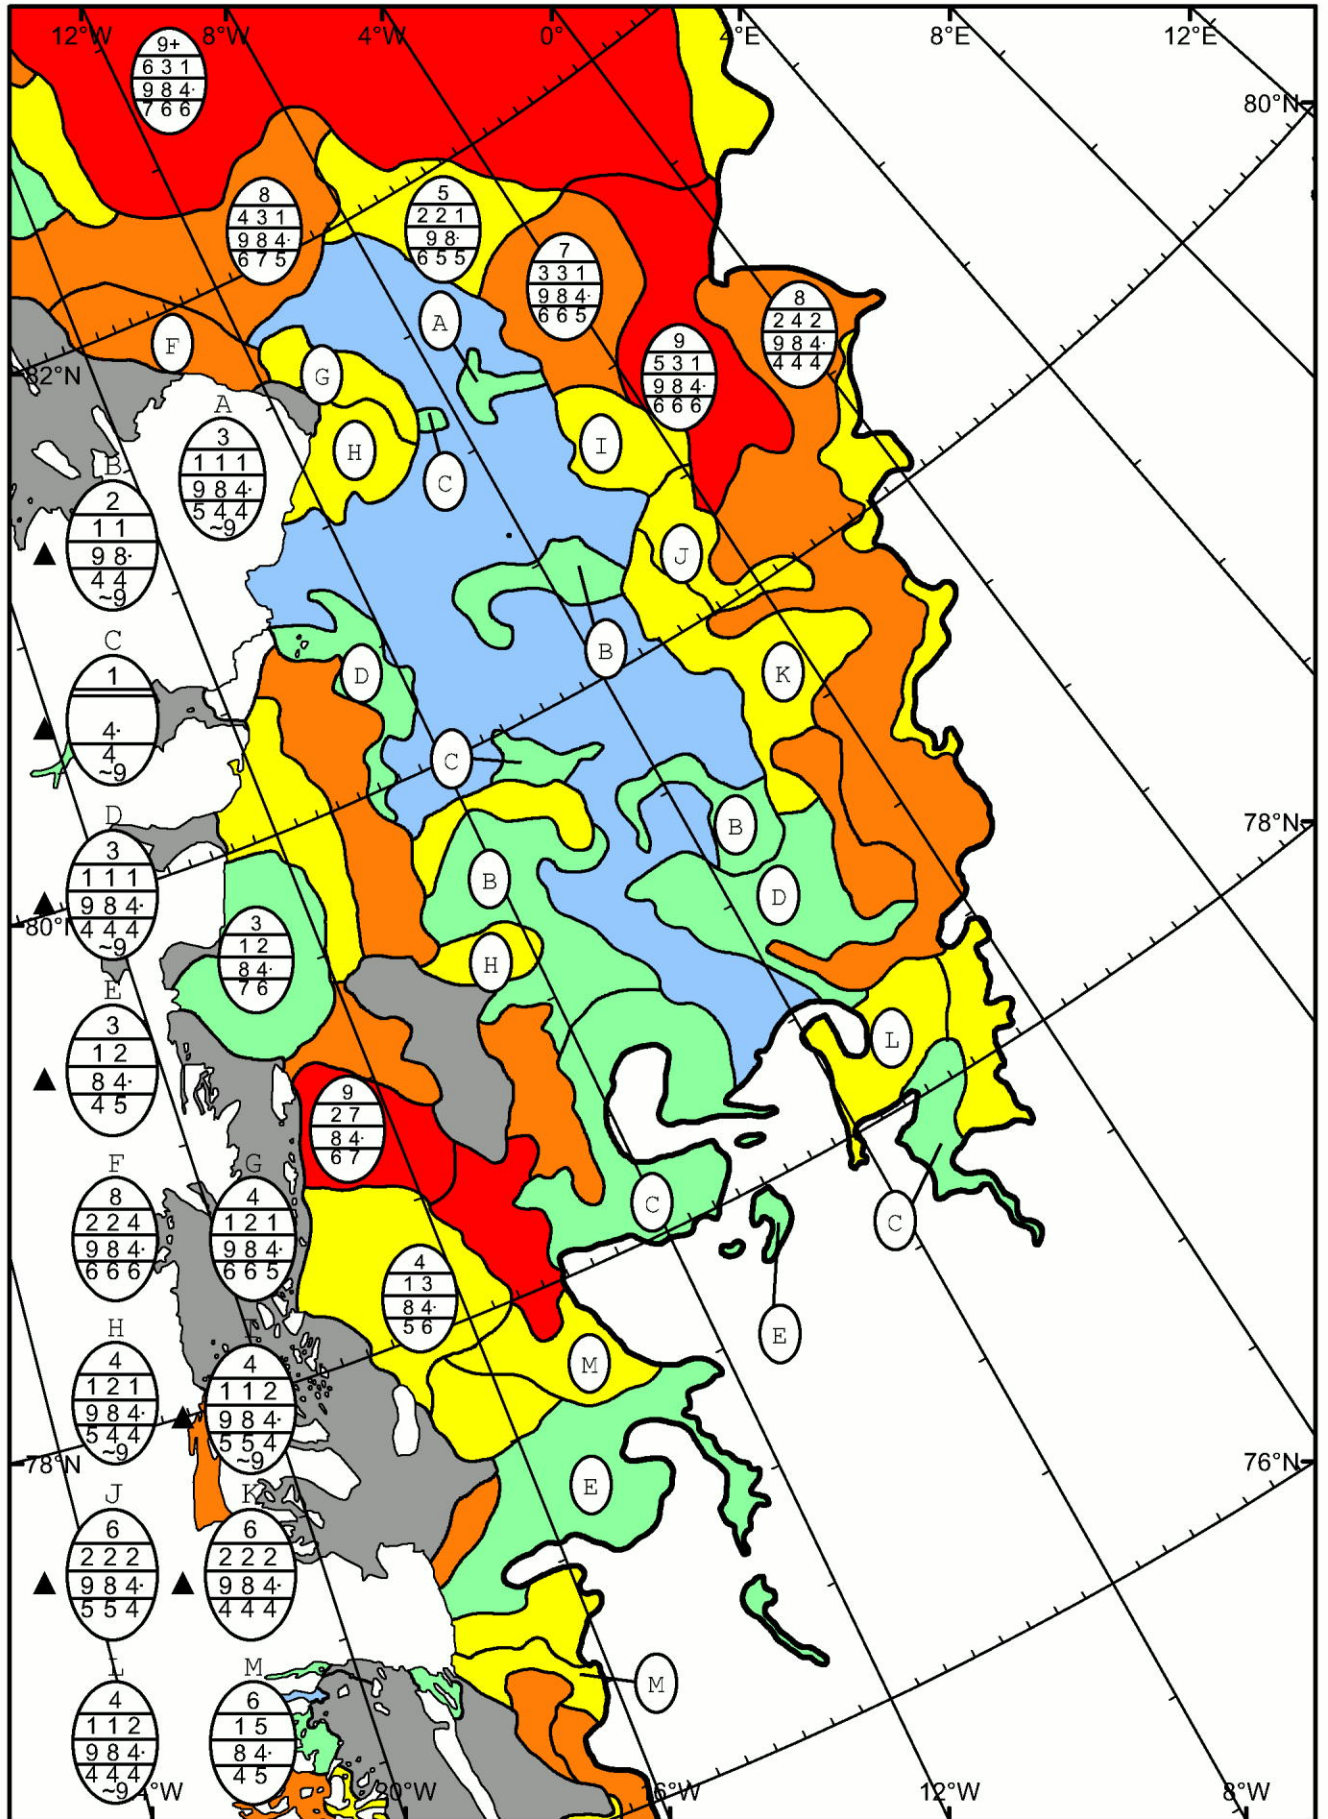 12°W 8°W 4°W 0° 4°E 8°E 12°E
9+
6 3 1
9 8 4·
7 6 6
80°N
8
4 3 1
9 8 4·
6 7 5
5
2 2 1
9 8·
6 5 5
7
3 3 1
9 8 4·
6 6 5
8
2 4 2
9 8 4·
4 4 4
9
5 3 1
9 8 4·
6 6 6
A
F
G
82°N
H
I
C
J
A
3
1 1 1
9 8 4·
5 4 4
~9
B
2
1 1
9 8·
4 4
~9
B
K
D
C
1
4·
4
~9
C
B
78°N
B
D
D
3
1 1 1
9 8 4·
4 4 4
~9
80°N
3
1 2
8 4·
7 6
H
L
E
3
1 2
8 4·
4 5
9
2 7
8 4·
6 7
C
C
F
8
2 2 4
9 8 4·
6 6 6
G
4
1 2 1
9 8 4·
6 6 5
4
1 3
8 4·
5 6
E
M
H
4
1 2 1
9 8 4·
5 4 4
~9
I
4
1 1 2
9 8 4·
5 5 4
~9
78°N
76°N
E
J
6
2 2 2
9 8 4·
5 5 4
K
6
2 2 2
9 8 4·
4 4 4
M
L
4
1 1 2
9 8 4·
4 4 4
~9
M
6
1 5
8 4·
4 5
4°W 20°W 16°W 12°W 8°W